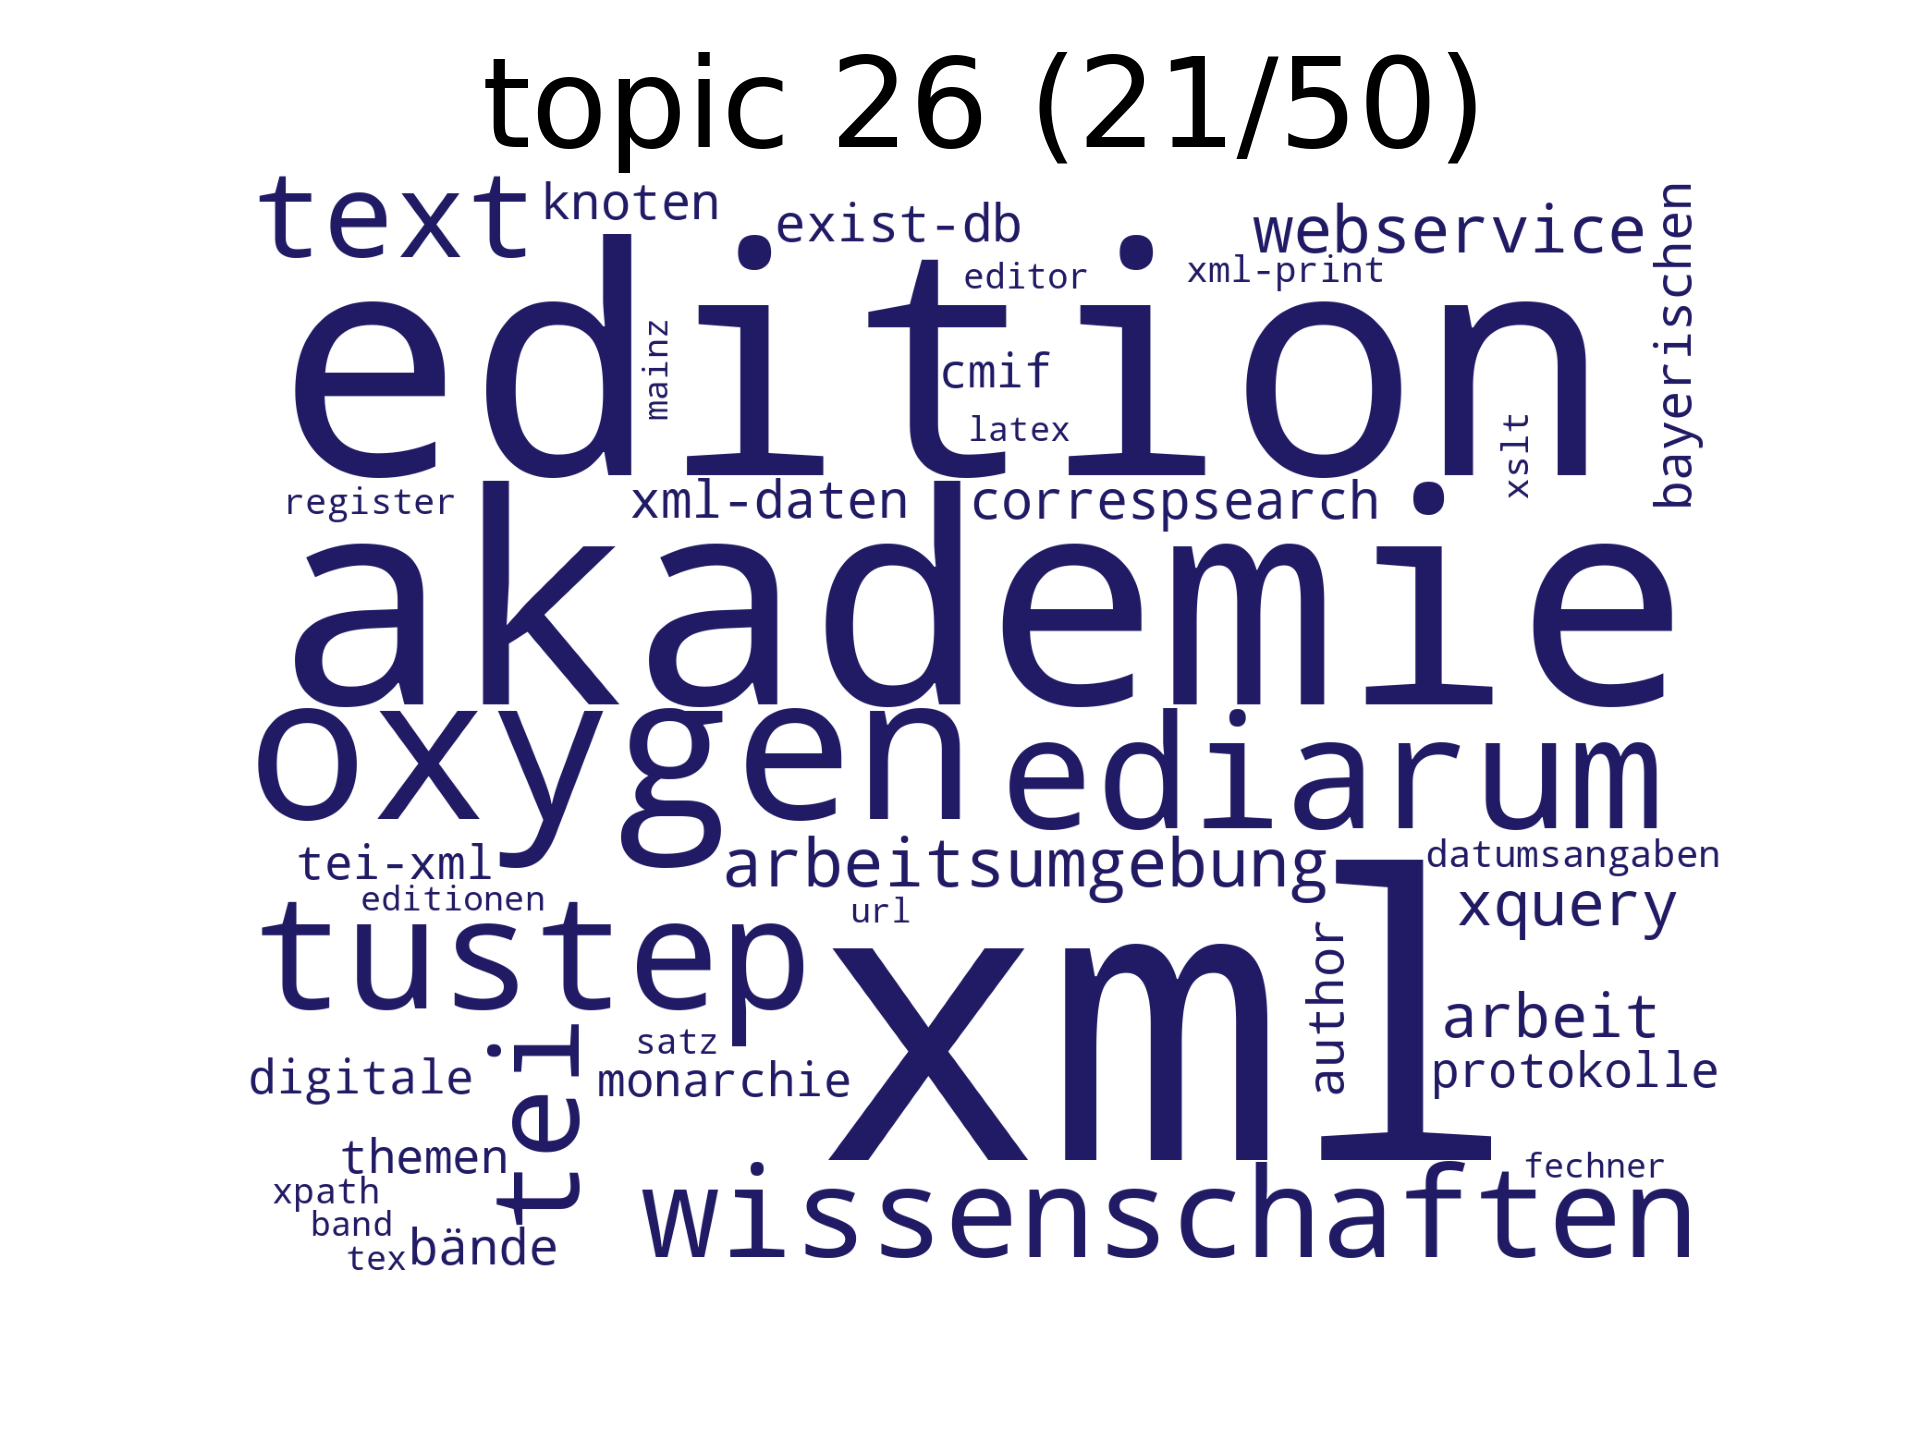 topic 26 (21/50)
text
knoten
exist-db
webservice
bayerischen
editor
xml-print
edition
mainz
cmif
latex
xslt
register
xml-daten
correspsearch
akademie
oxygen
ediarum
tei-xml
arbeitsumgebung
datumsangaben
editionen
url
xquery
tustep
xml
author
arbeit
satz
protokolle
digitale
tei
monarchie
themen
fechner
xpath
wissenschaften
band
bände
tex